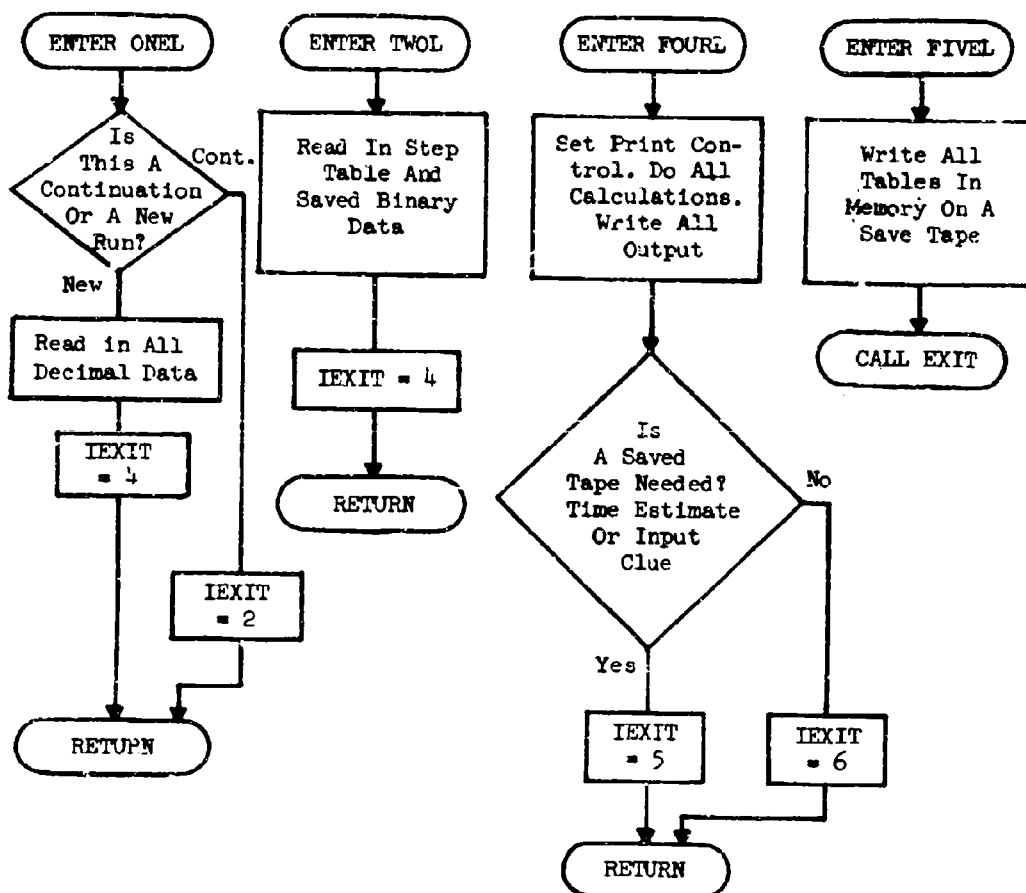 ENTER ONEL
Is
This A
Continuation
Or A New
Run?
Cont.
New
Read in All
Decimal Data
IEXIT
= 4
IEXIT
= 2
RETURN
ENTER TWOL
Read In Step
Table And
Saved Binary
Data
IEXIT = 4
RETURN
ENTER FOURL
Set Print Con-
trol. Do All
Calculations.
Write All
Output
Is
A Saved
Tape Needed?
Time Estimate
Or Input
Clue
No
Yes
IEXIT
= 5
IEXIT
= 6
RETURN
ENTER FIVEL
Write All
Tables In
Memory On A
Save Tape
CALL EXIT